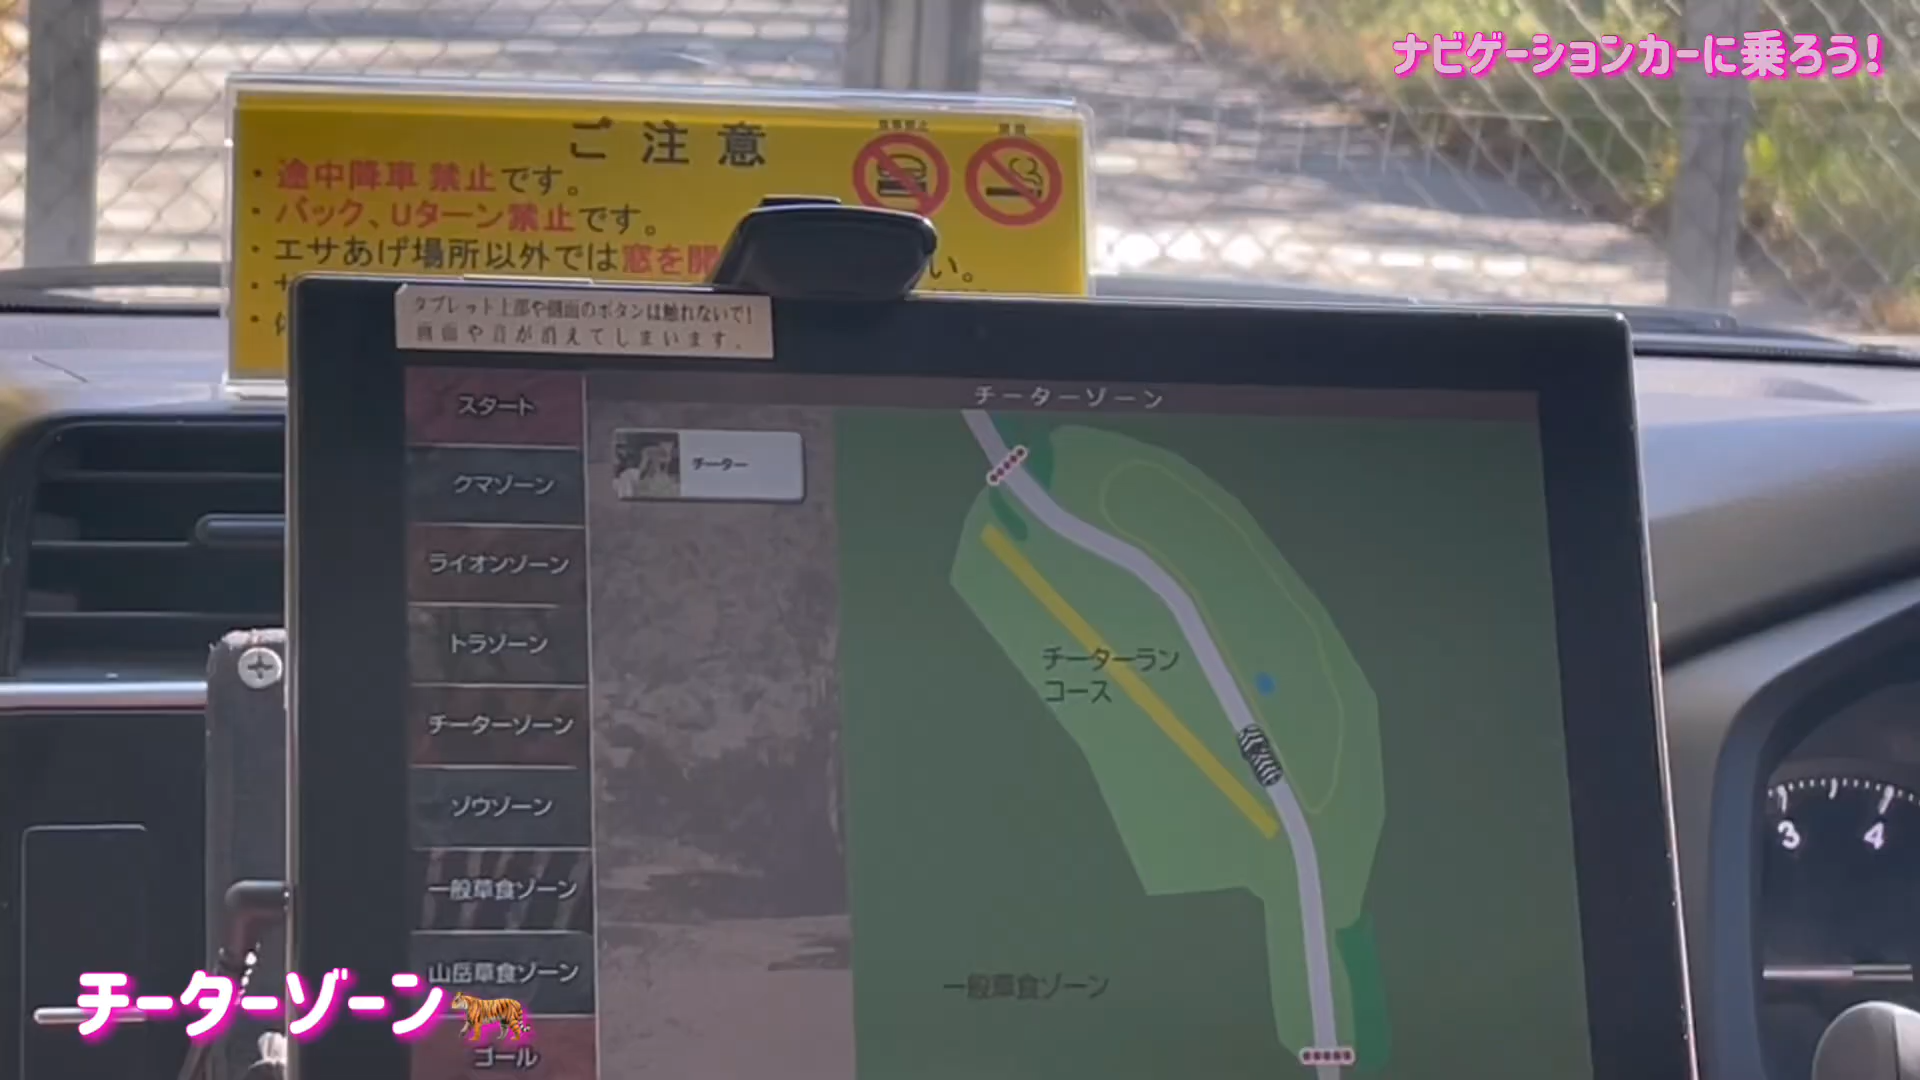 ナビゲーションカーに乗ろう！
ご注意
・途中降車 禁止です。
・バック、Uターン禁止です。
・エサあげ場所以外では窓を開
い。
タブレット上部や側面のボタンは触れないで！
画面や音が消えてしまいます。
チーターゾーン
スタート
クマゾーン
ライオンゾーン
トラゾーン
チーターゾーン
ゾウゾーン
一般草食ゾーン
山岳草食ゾーン
ゴール
チーター
チーターラン
コース
一般草食ゾーン
3
4
チーターゾーン